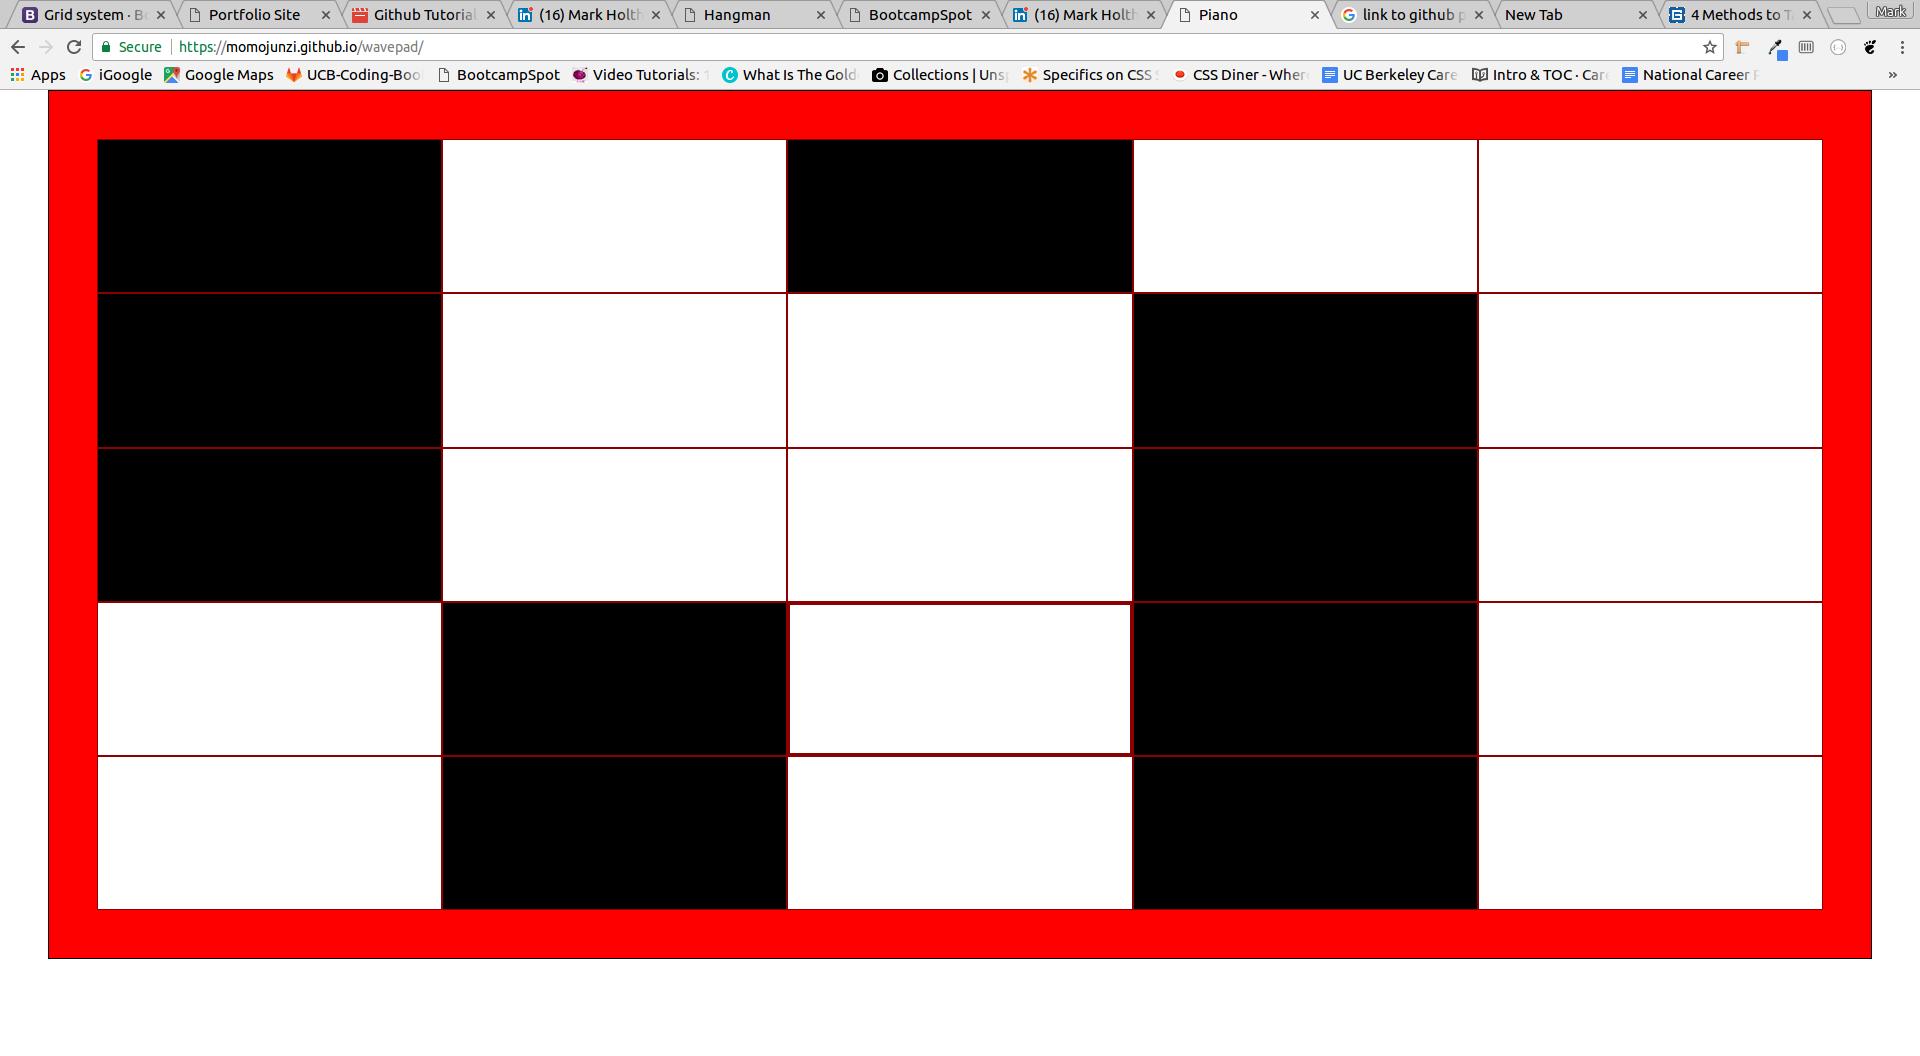 Grid system · B
Portfolio Site
Github Tutorial
(16) Mark Holth
Hangman
BootcampSpot
(16) Mark Holth
Piano
link to github p
New Tab
4 Methods to T
Mark
Secure
https://momojunzi.github.io/wavepad/
Apps
iGoogle
Google Maps
UCB-Coding-Boo
BootcampSpot
Video Tutorials:
What Is The Gold
Collections | Uns
Specifics on CSS
CSS Diner - Wher
UC Berkeley Care
Intro & TOC · Car
National Career
»